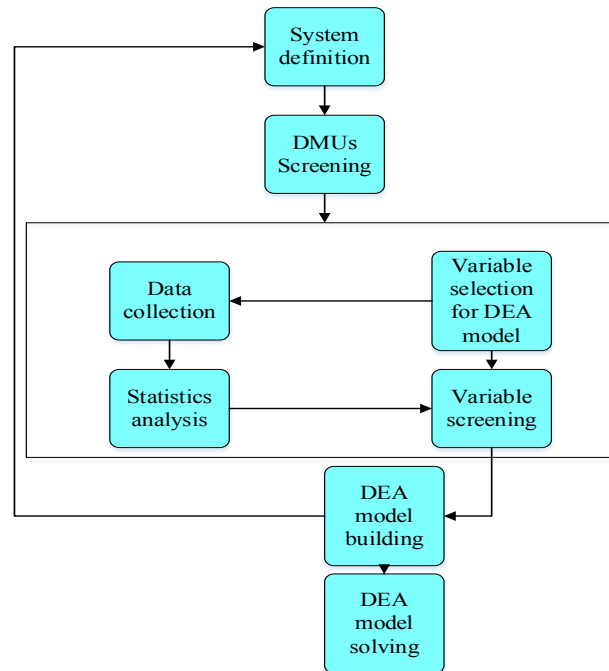 System
definition
DMUs
Screening
Data
collection
Variable
selection
for DEA
model
Statistics
analysis
Variable
screening
DEA
model
building
DEA
model
solving